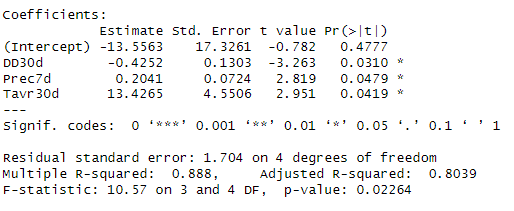 Coefficients:
Estimate Std. Error t value Pr(>|t|)
(Intercept) -13.5563 17.3261 -0.782 0.4777
DD30d -0.4252 0.1303 -3.263 0.0310 *
Prec7d 0.2041 0.0724 2.819 0.0479 *
Tavr30d 13.4265 4.5506 2.951 0.0419 *
---
Signif. codes: 0 ‘***’ 0.001 ‘**’ 0.01 ‘*’ 0.05 ‘.’ 0.1 ‘ ’ 1
Residual standard error: 1.704 on 4 degrees of freedom
Multiple R-squared: 0.888, Adjusted R-squared: 0.8039
F-statistic: 10.57 on 3 and 4 DF, p-value: 0.02264